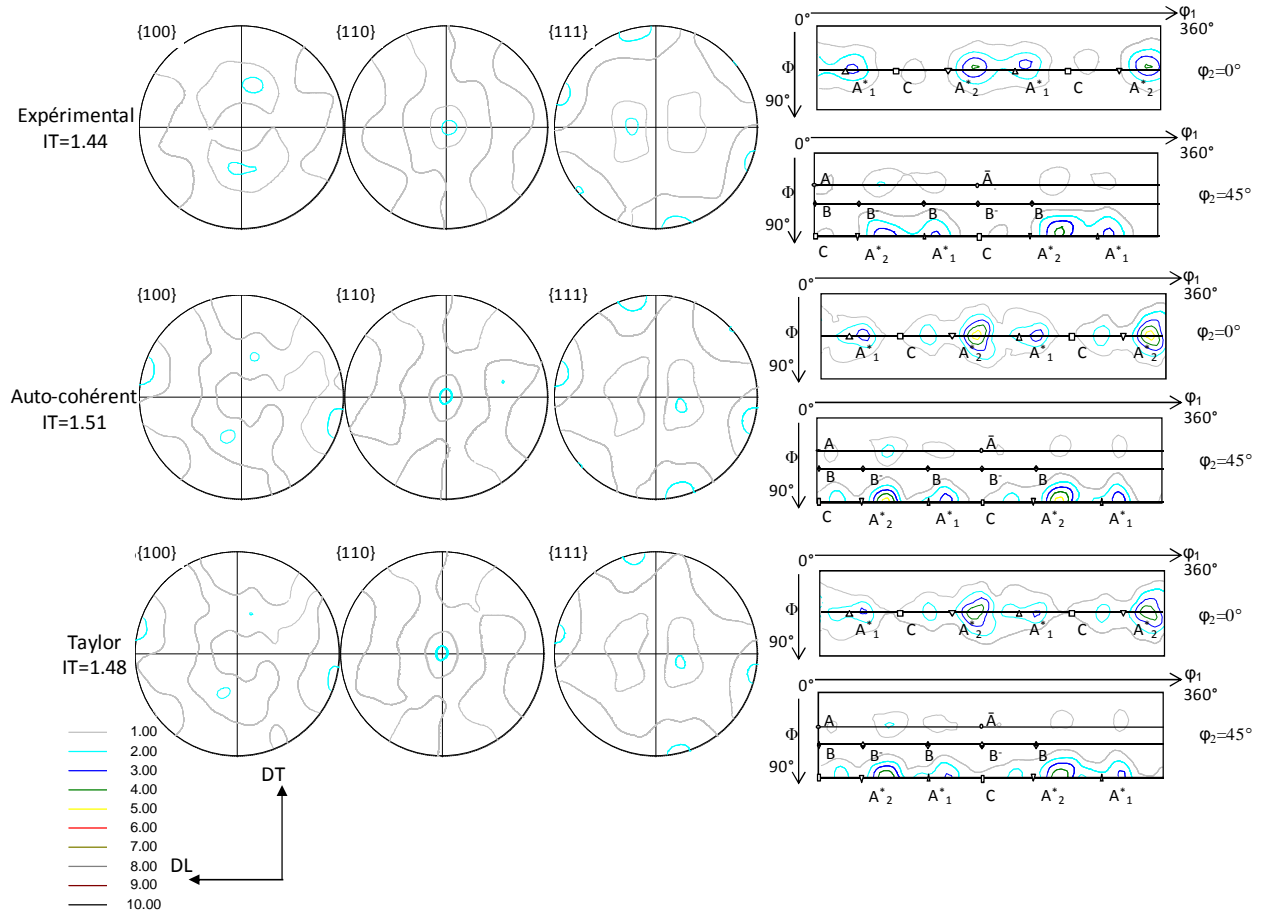 {100} {110} {111}
Expérimental
IT=1.44
0° φ1
360°
Φ φ2=0°
90° A*1 C A*2 A*1 C A*2
0° φ1
360°
A Ā
Φ φ2=45°
B B- B B- B
90°
C A*2 A*1 C A*2 A*1
{100} {110} {111}
Auto-cohérent
IT=1.51
0° φ1
360°
Φ φ2=0°
90° A*1 C A*2 A*1 C A*2
0° φ1
360°
A Ā
Φ φ2=45°
B B- B B- B
90°
C A*2 A*1 C A*2 A*1
{100} {110} {111}
Taylor
IT=1.48
0° φ1
360°
Φ φ2=0°
90° A*1 C A*2 A*1 C A*2
0° φ1
360°
A Ā
Φ φ2=45°
B B- B B- B
90°
A*2 A*1 C A*2 A*1
1.00
2.00
3.00
4.00
5.00
6.00
7.00
8.00
9.00
10.00
DT
DL